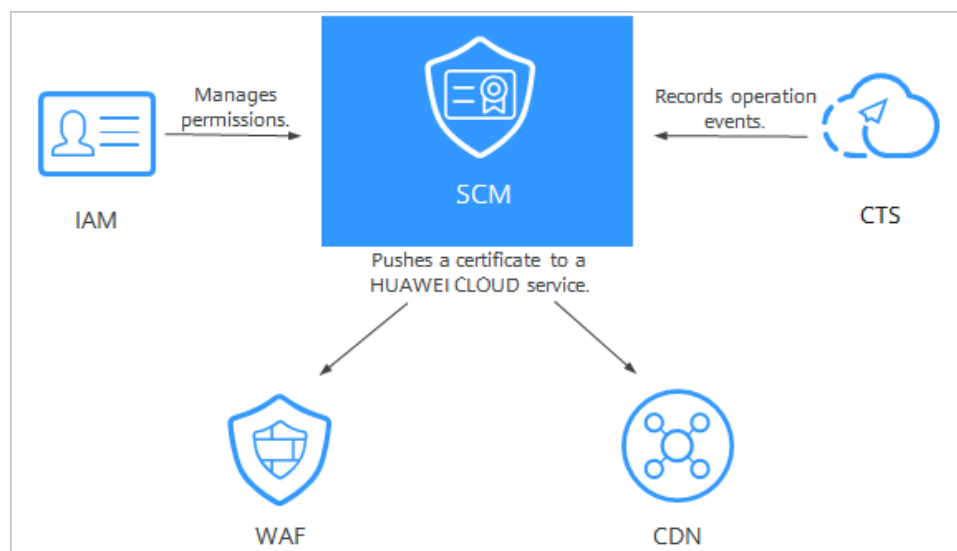 Manages
permissions.
Records operation
events.
SCM
IAM
CTS
Pushes a certificate to a
HUAWEI CLOUD service.
WAF
CDN